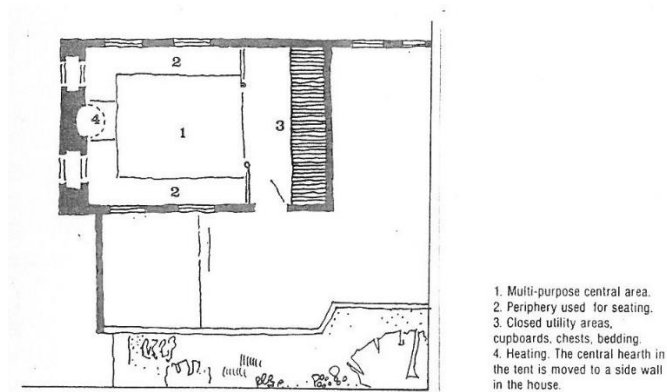 2
4
1
3
2
1. Multi-purpose central area.
2. Periphery used for seating.
3. Closed utility areas,
cupboards, chests, bedding.
4. Heating. The central hearth in
the tent is moved to a side wall
in the house.